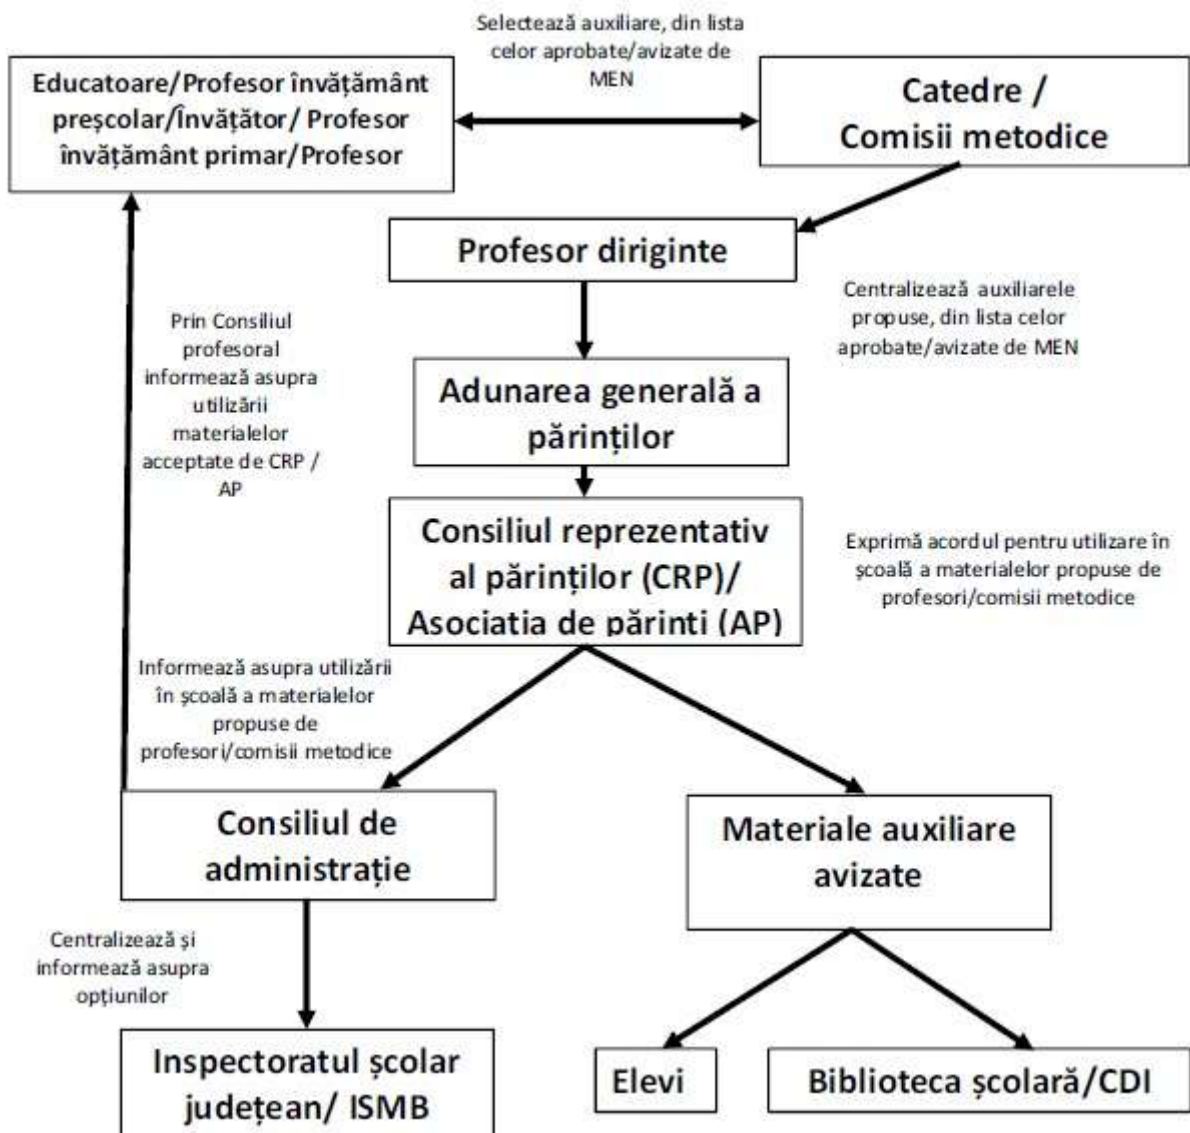 Selectează auxiliare, din lista
celor aprobate/avizate de
MEN
Educatoare/Profesor învățământ
preșcolar/Învățător/ Profesor
învățământ primar/Profesor
Catedre /
Comisii metodice
Profesor diriginte
Centralizează auxiliarele
propuse, din lista celor
aprobate/avizate de MEN
Prin Consiliul
profesoral
informează asupra
utilizării
materialelor
acceptate de CRP /
AP
Adunarea generală a
părinților
Consiliul reprezentativ
al părinților (CRP)/
Asociatia de părinti (AP)
Exprimă acordul pentru utilizare în
școală a materialelor propuse de
profesori/comisii metodice
Informează asupra utilizării
în școală a materialelor
propuse de
profesori/comisii metodice
Consiliul de
administrație
Materiale auxiliare
avizate
Centralizează și
informează asupra
opțiunilor
Inspectoratul școlar
județean/ ISMB
Elevi
Biblioteca școlară/CDI